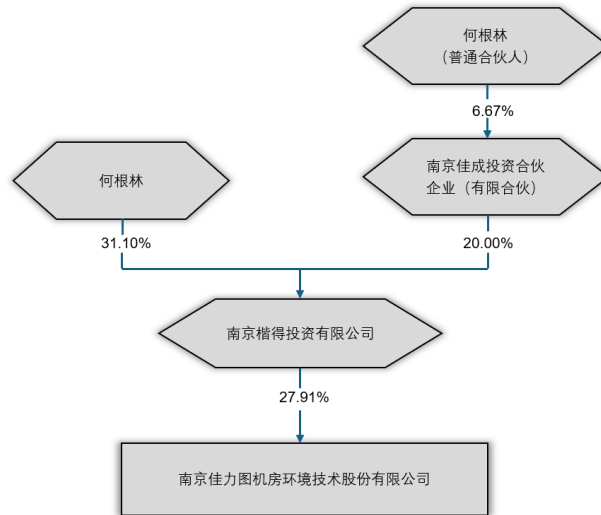 何根林
（普通合伙人）
6.67%
何根林
南京佳成投资合伙
企业（有限合伙）
31.10%
20.00%
南京楷得投资有限公司
27.91%
南京佳力图机房环境技术股份有限公司